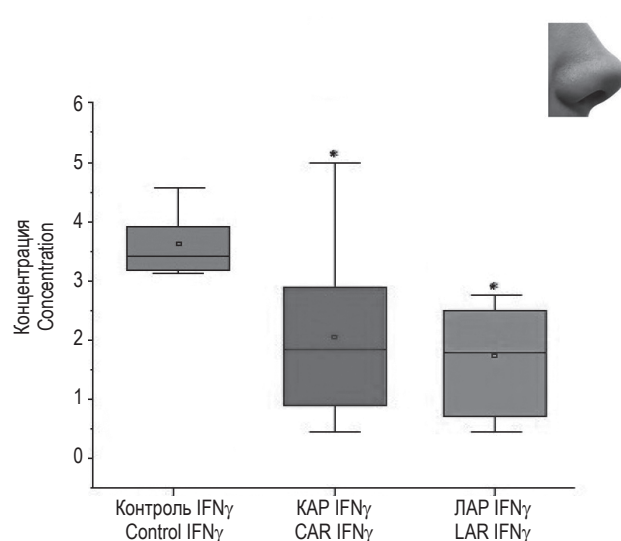 6
5
4
3
2
1
0
Концентрация
Concentration
*
*
Контроль IFNγ
Control IFNγ
КАР IFNγ
CAR IFNγ
ЛАР IFNγ
LAR IFNγ